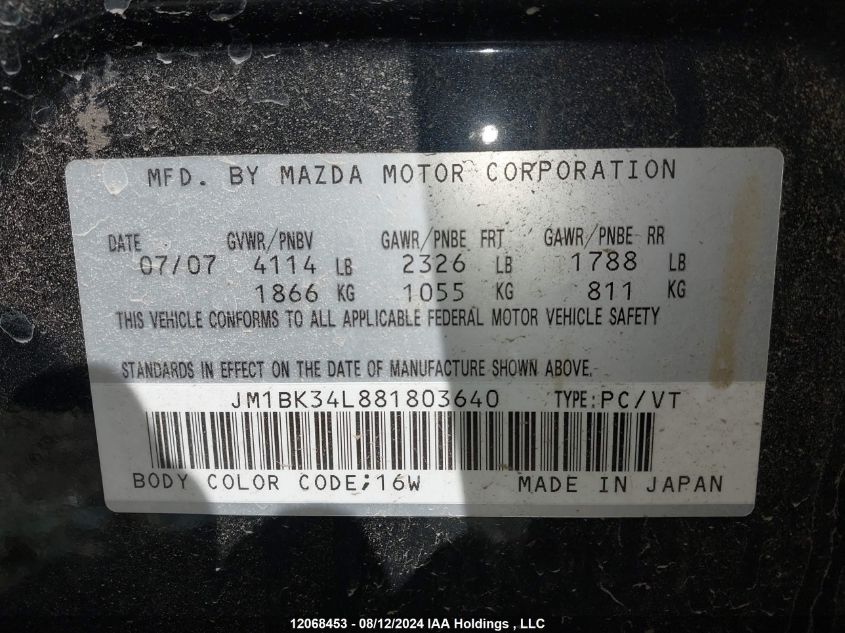 MFD. BY MAZDA MOTOR CORPORATION
DATE GVWR/PNBV GAWR/PNBE FRT GAWR/PNBE RR
07/07 4114 LB 2326 LB 1788 LB
1866 KG 1055 KG 811 KG
THIS VEHICLE CONFORMS TO ALL APPLICABLE FEDERAL MOTOR VEHICLE SAFETY
STANDARDS IN EFFECT ON THE DATE OF MANUFACTURE SHOWN ABOVE.
JM1BK34L881803640 TYPE:PC/VT
BODY COLOR CODE;16W MADE IN JAPAN
12068453 - 08/12/2024 IAA Holdings , LLC